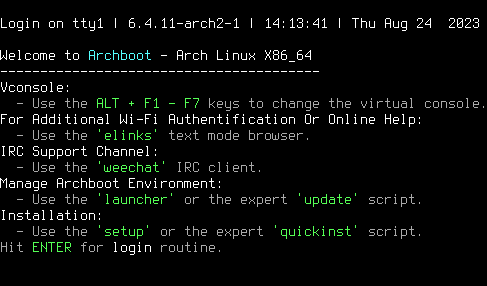 Login on tty1 | 6.4.11-arch2-1 | 14:13:41 | Thu Aug 24  2023
Welcome to Archboot - Arch Linux X86_64
----------------------------------------
Vconsole:
  - Use the ALT + F1 - F7 keys to change the virtual console.
For Additional Wi-Fi Authentification Or Online Help:
  - Use the 'elinks' text mode browser.
IRC Support Channel:
  - Use the 'weechat' IRC client.
Manage Archboot Environment:
  - Use the 'launcher' or the expert 'update' script.
Installation:
  - Use the 'setup' or the expert 'quickinst' script.
Hit ENTER for login routine.